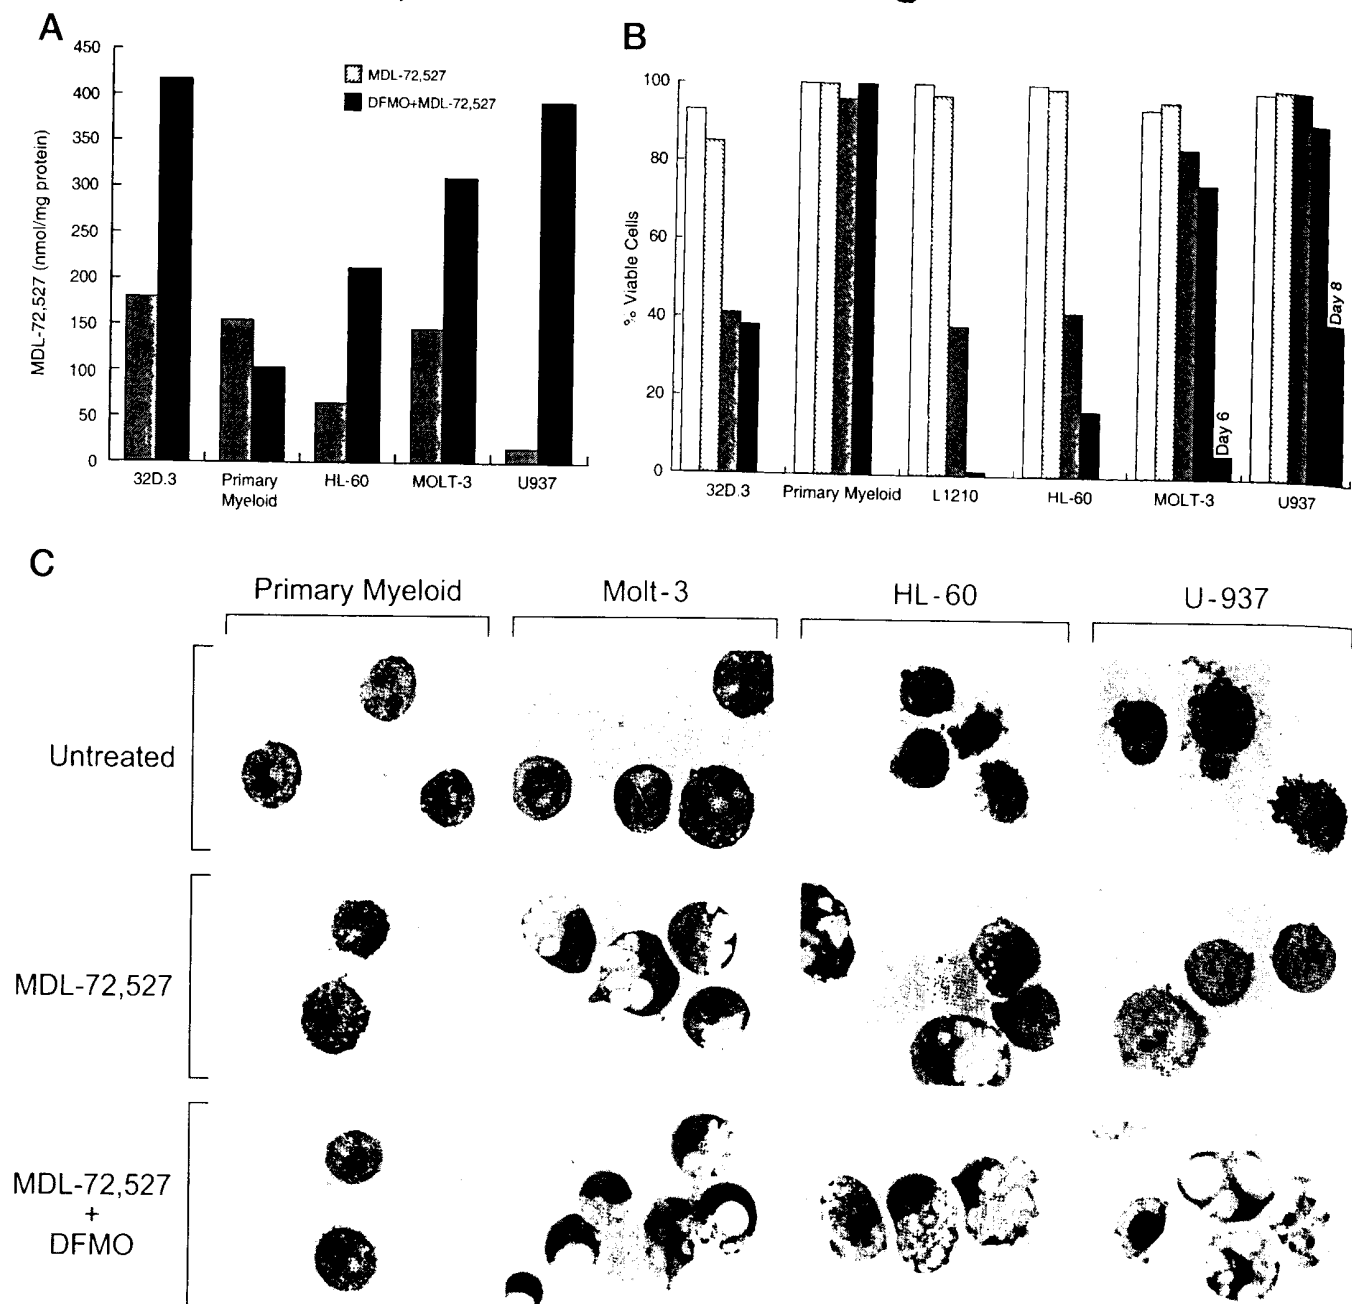 A
450
400
350
300
250
200
150
100
50
0
MDL-72,527 (nmol/mg protein)
MDL-72,527
DFMO+MDL-72,527
32D.3
Primary
Myeloid
HL-60
MOLT-3
U937
B
100
80
60
40
20
0
% Viable Cells
Day 6
Day 8
32D.3
Primary Myeloid
L1210
HL-60
MOLT-3
U937
C
Primary Myeloid
Molt-3
HL-60
U-937
Untreated
MDL-72,527
MDL-72,527
+
DFMO